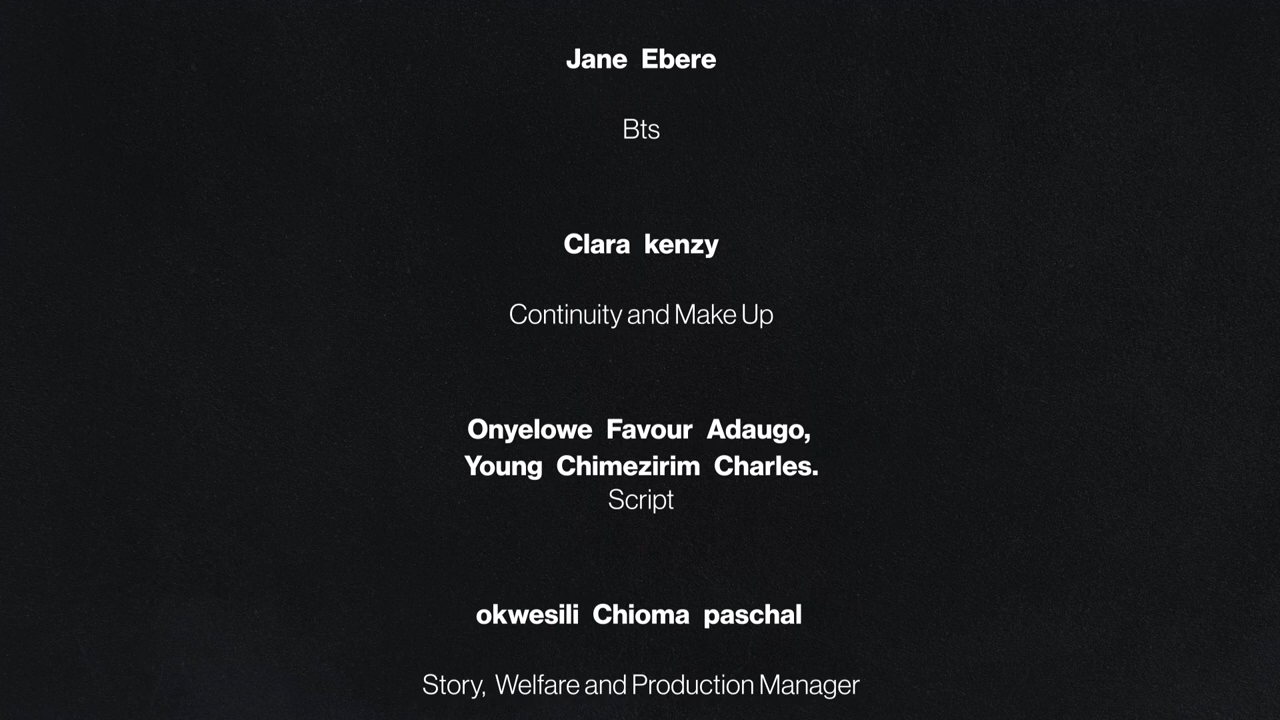 Jane Ebere
Bts
Clara kenzy
Continuity and Make Up
Onyelowe Favour Adaugo,
Young Chimezirim Charles.
Script
okwesili Chioma paschal
Story, Welfare and Production Manager